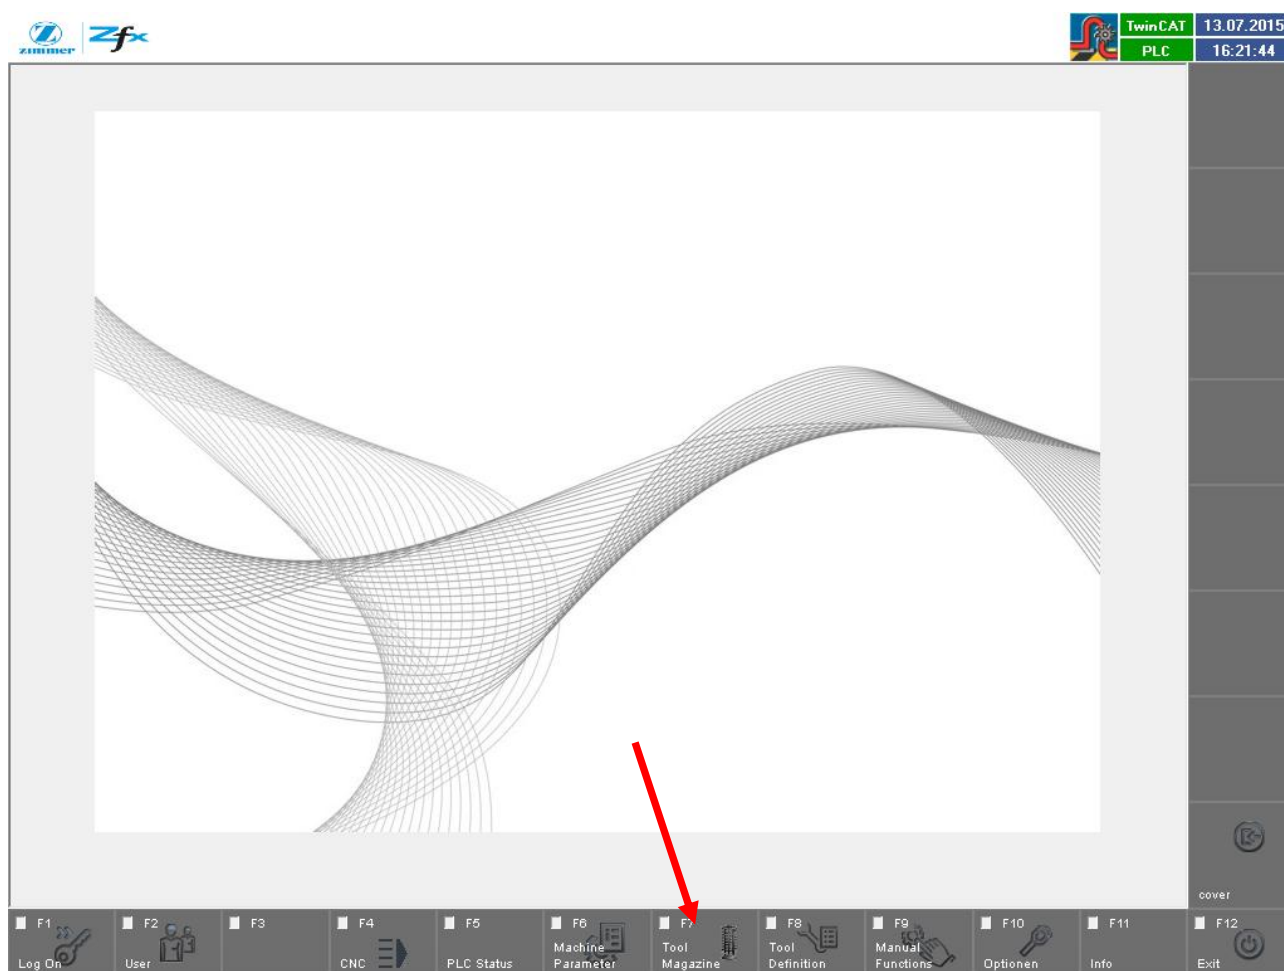 zimmer Zfx
TwinCAT 13.07.2015
PLC 16:21:44
cover
F1
Log On
F2
User
F3
F4
CNC
F5
PLC Status
F6
Machine
Parameter
F7
Tool
Magazine
F8
Tool
Definition
F9
Manual
Functions
F10
Optionen
F11
Info
F12
Exit